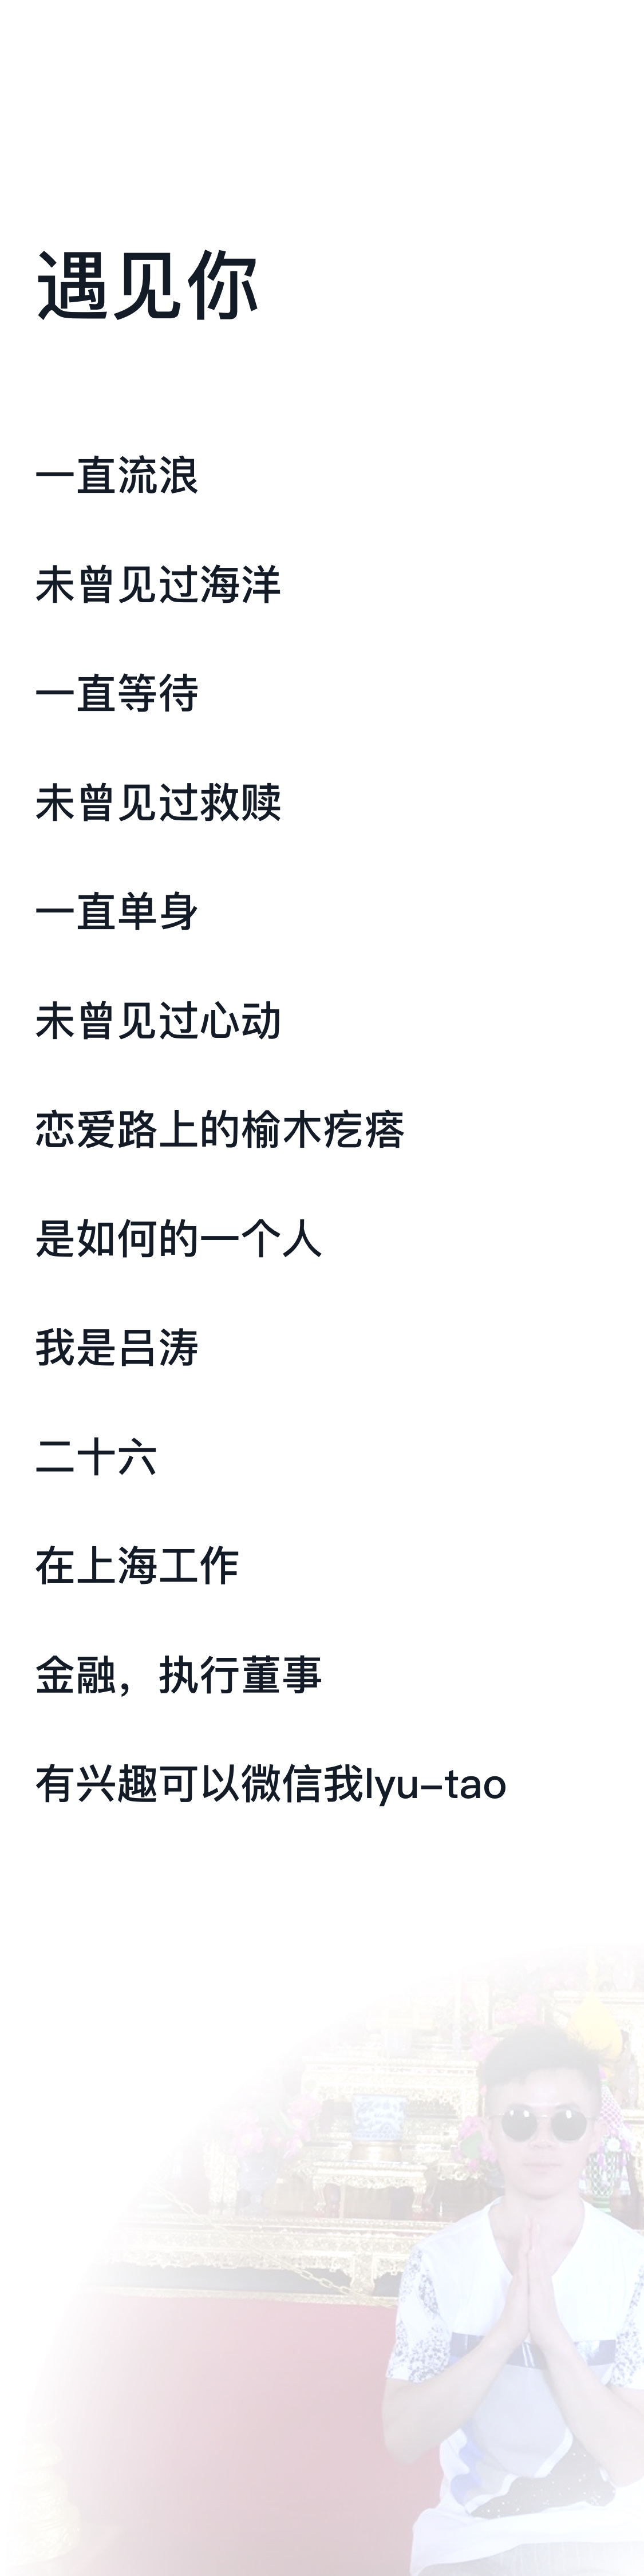 遇见你
一直流浪
未曾见过海洋
一直等待
未曾见过救赎
一直单身
未曾见过心动
恋爱路上的榆木疙瘩
是如何的一个人
我是吕涛
二十六
在上海工作
金融，执行董事
有兴趣可以微信我lyu-tao